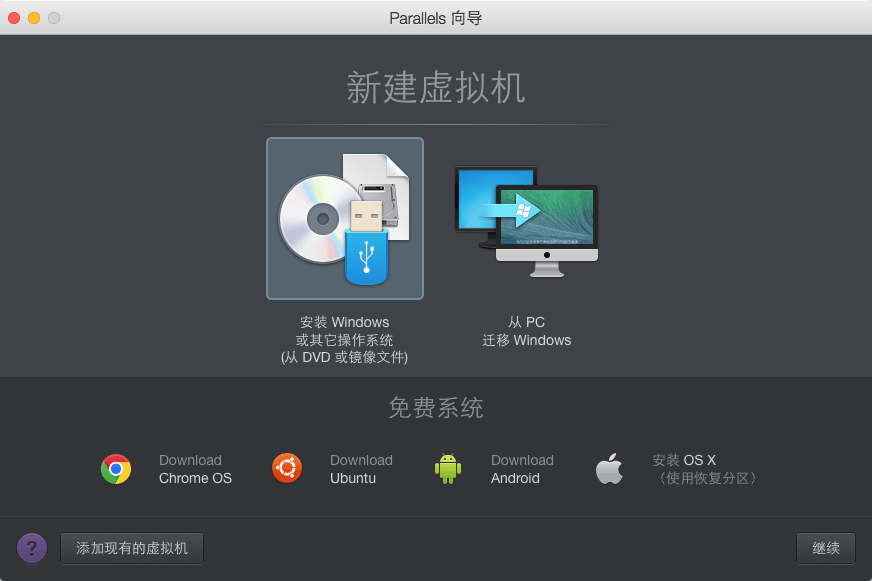 Parallels 向导
新建虚拟机
安装 Windows
或其它操作系统
(从 DVD 或镜像文件)
从 PC
迁移 Windows
免费系统
Download
Chrome OS
Download
Ubuntu
Download
Android
安装 OS X
（使用恢复分区）
?
添加现有的虚拟机
继续